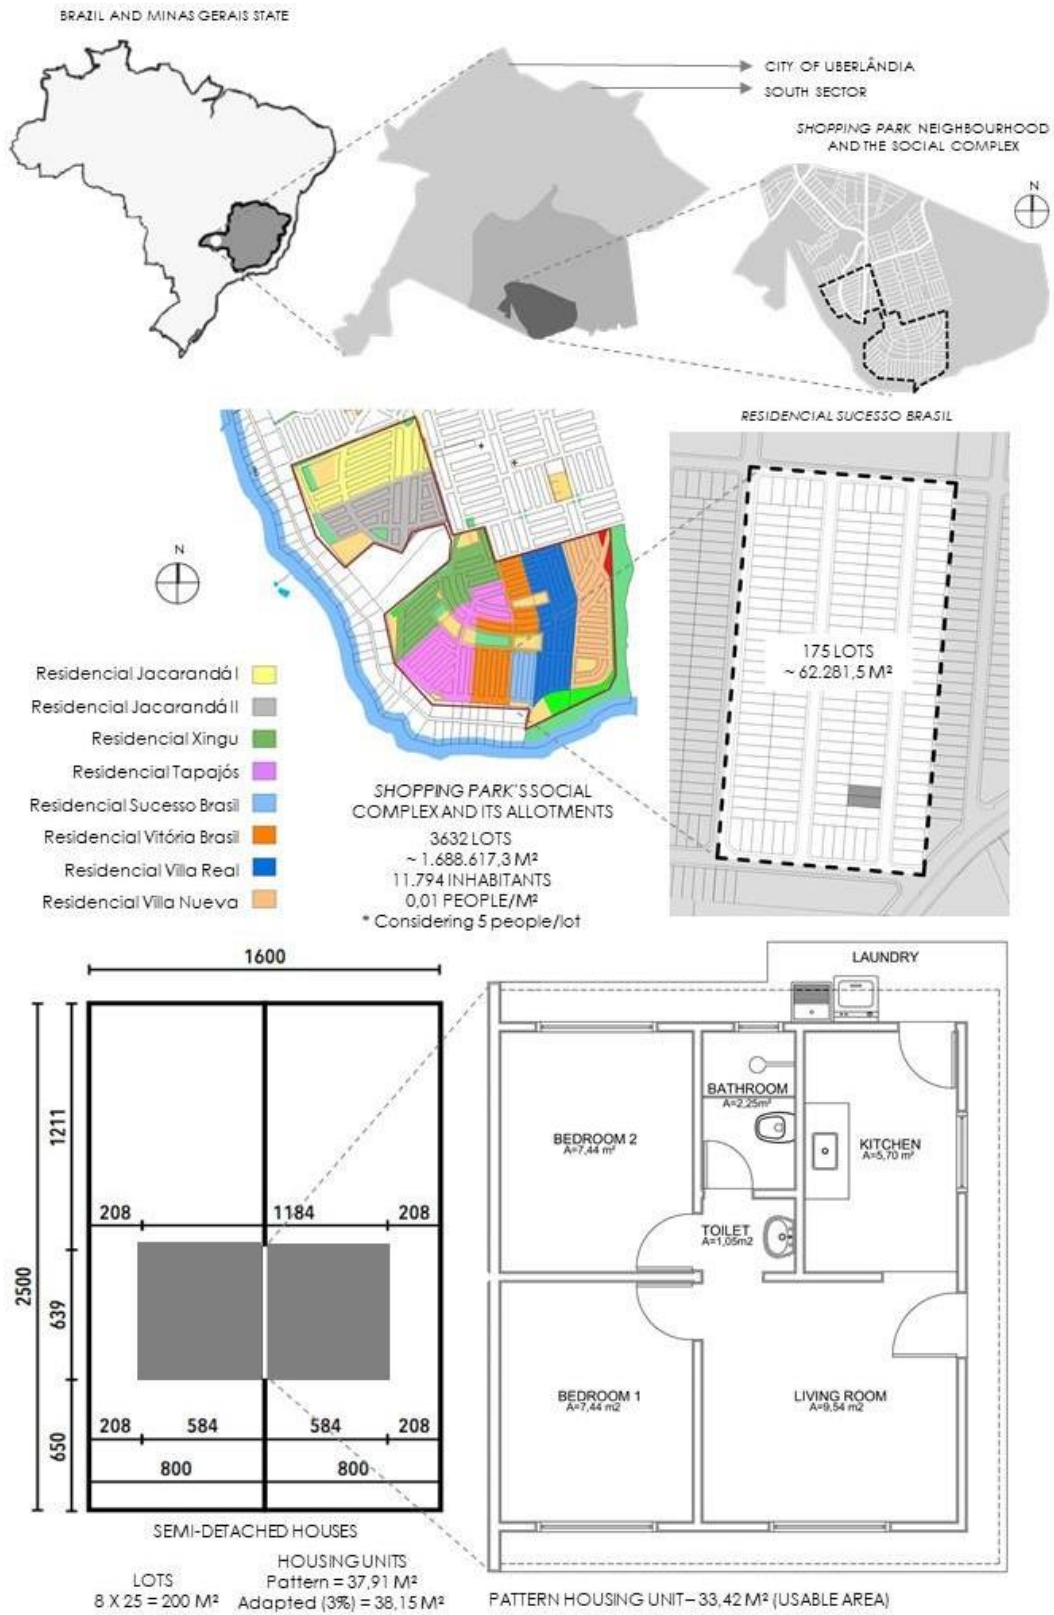 BRAZIL AND MINAS GERAIS STATE
CITY OF UBERLÂNDIA
SOUTH SECTOR
SHOPPING PARK NEIGHBOURHOOD
AND THE SOCIAL COMPLEX
N
RESIDENCIAL SUCESSO BRASIL
N
175 LOTS
~ 62.281,5 M²
Residencial Jacarandá I
Residencial Jacarandá II
Residencial Xingu
Residencial Tapajós
Residencial Sucesso Brasil
Residencial Vitória Brasil
Residencial Villa Real
Residencial Villa Nueva
SHOPPING PARK'S SOCIAL
COMPLEX AND ITS ALLOTMENTS
3632 LOTS
~ 1.688.617,3 M²
11.794 INHABITANTS
0,01 PEOPLE/M²
* Considering 5 people/lot
1600
2500
1211
639
650
208
1184
208
208
584
584
208
800
800
SEMI-DETACHED HOUSES
LOTS
8 X 25 = 200 M²
HOUSING UNITS
Pattern = 37,91 M²
Adapted (3%) = 38,15 M²
LAUNDRY
BATHROOM
A=2,25m²
BEDROOM 2
A=7,44 m²
KITCHEN
A=5,70 m²
TOILET
A=1,05m2
BEDROOM 1
A=7,44 m2
LIVING ROOM
A=9,54 m2
PATTERN HOUSING UNIT – 33,42 M² (USABLE AREA)